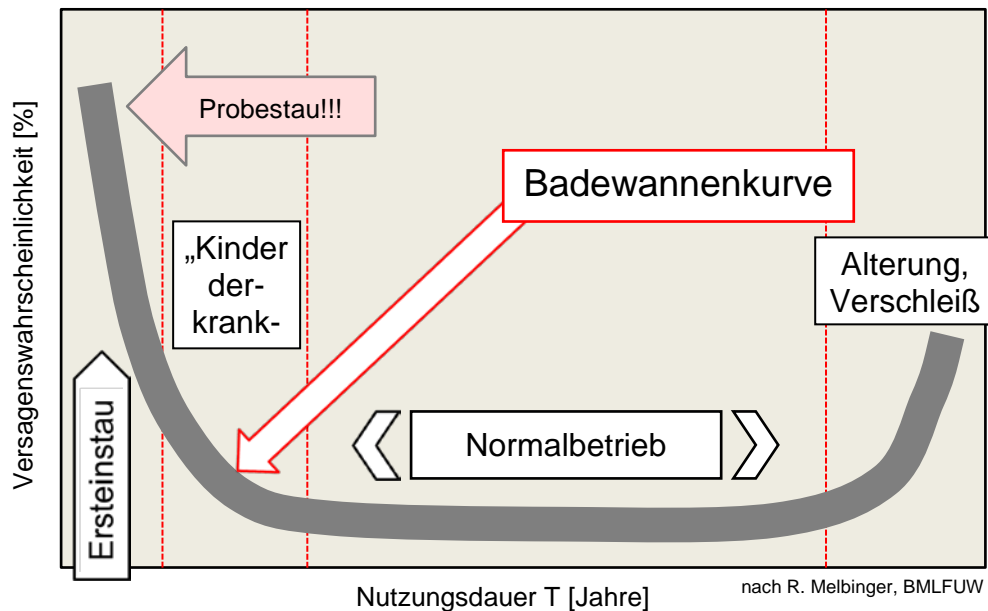 Versagenswahrscheinlichkeit [%]
Probestau!!!
Badewannenkurve
„Kinder
der-
krank-
Alterung,
Verschleiß
Ersteinstau
Normalbetrieb
Nutzungsdauer T [Jahre]
nach R. Melbinger, BMLFUW